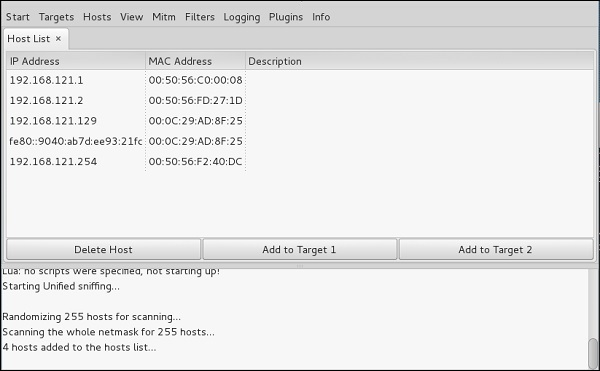 Start Targets Hosts View Mitm Filters Logging Plugins Info
Host List ×
IP Address MAC Address Description
192.168.121.1 00:50:56:C0:00:08
192.168.121.2 00:50:56:FD:27:1D
192.168.121.129 00:0C:29:AD:8F:25
fe80::9040:ab7d:ee93:21fc 00:0C:29:AD:8F:25
192.168.121.254 00:50:56:F2:40:DC
Delete Host Add to Target 1 Add to Target 2
Lua: no scripts were specified, not starting up!
Starting Unified sniffing...
Randomizing 255 hosts for scanning...
Scanning the whole netmask for 255 hosts...
4 hosts added to the hosts list...